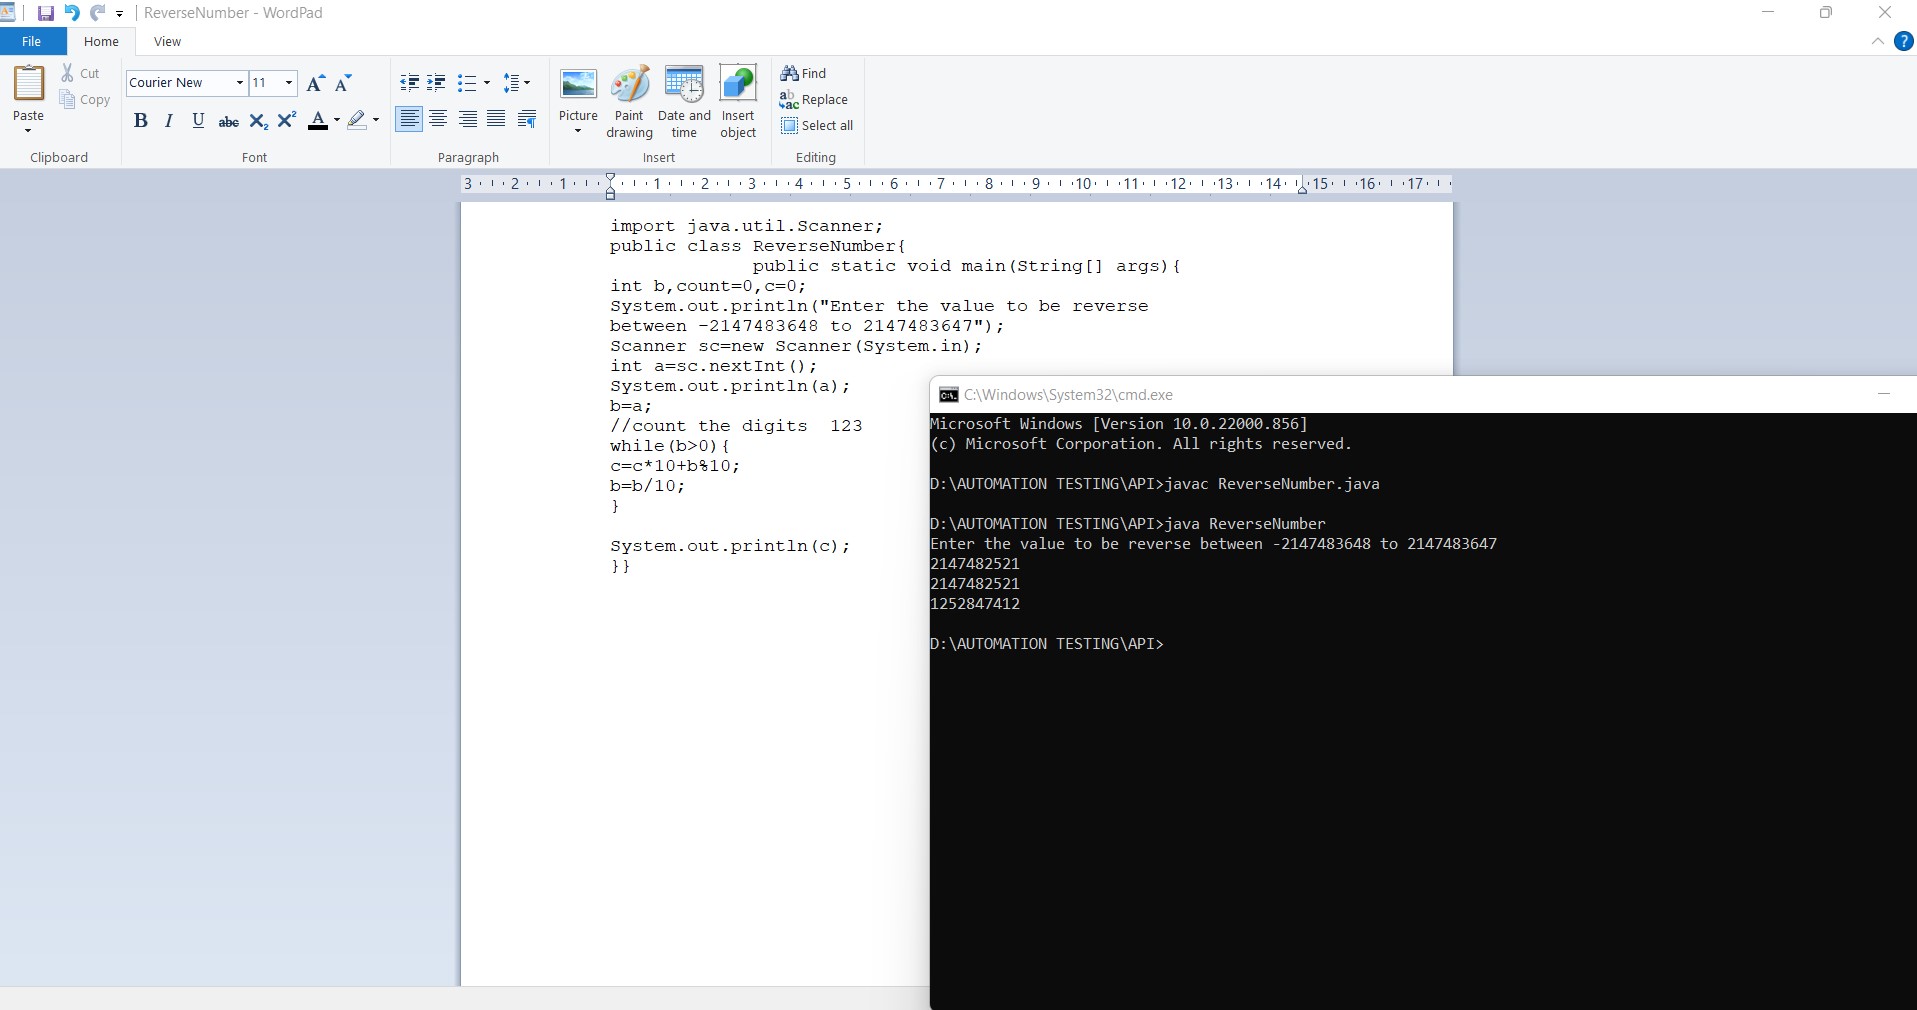 ReverseNumber - WordPad
File Home View
Paste
Cut
Copy
Clipboard
Courier New 11
A A
B I U abc X₂ X² A
Font
Paragraph
Picture
Paint drawing
Date and time
Insert object
Insert
Find
Replace
Select all
Editing
3 2 1 1 2 3 4 5 6 7 8 9 10 11 12 13 14 15 16 17
import java.util.Scanner;
public class ReverseNumber{
public static void main(String[] args){
int b,count=0,c=0;
System.out.println("Enter the value to be reverse
between -2147483648 to 2147483647");
Scanner sc=new Scanner(System.in);
int a=sc.nextInt();
System.out.println(a);
b=a;
//count the digits  123
while(b>0){
c=c*10+b%10;
b=b/10;
}
System.out.println(c);
}}
C:\Windows\System32\cmd.exe
Microsoft Windows [Version 10.0.22000.856]
(c) Microsoft Corporation. All rights reserved.
D:\AUTOMATION TESTING\API>javac ReverseNumber.java
D:\AUTOMATION TESTING\API>java ReverseNumber
Enter the value to be reverse between -2147483648 to 2147483647
2147482521
2147482521
1252847412
D:\AUTOMATION TESTING\API>